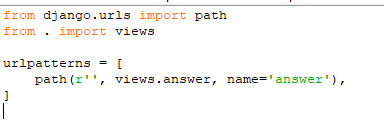 from django.urls import path
from . import views
urlpatterns = [
    path(r'', views.answer, name='answer'),
]